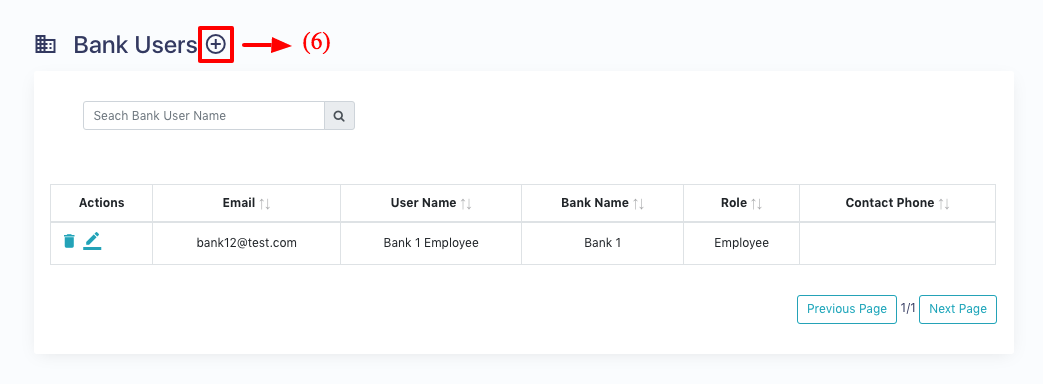 Bank Users (6)
Seach Bank User Name
Actions Email User Name Bank Name Role Contact Phone
bank12@test.com Bank 1 Employee Bank 1 Employee
Previous Page 1/1 Next Page